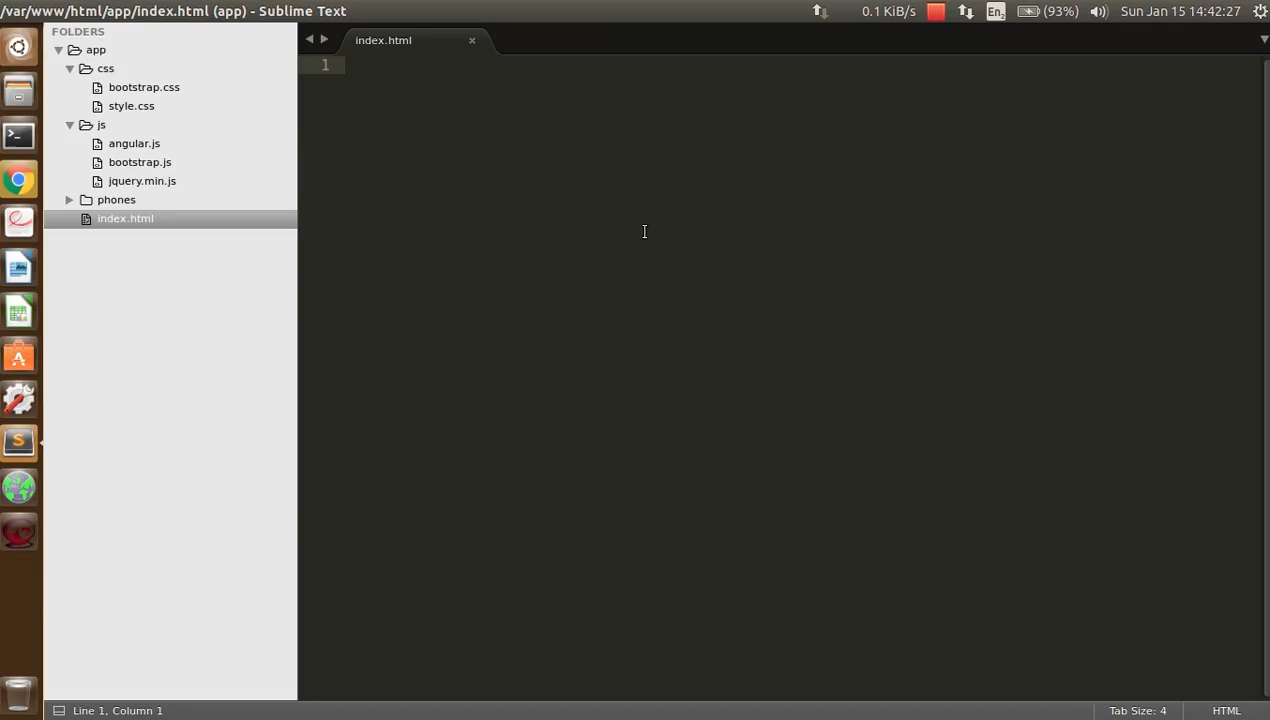 /var/www/html/app/index.html (app) - Sublime Text
0.1 KiB/s
En2
(93%)
Sun Jan 15 14:42:27
FOLDERS
app
css
bootstrap.css
style.css
js
angular.js
bootstrap.js
jquery.min.js
phones
index.html
index.html
1
Line 1, Column 1
Tab Size: 4
HTML